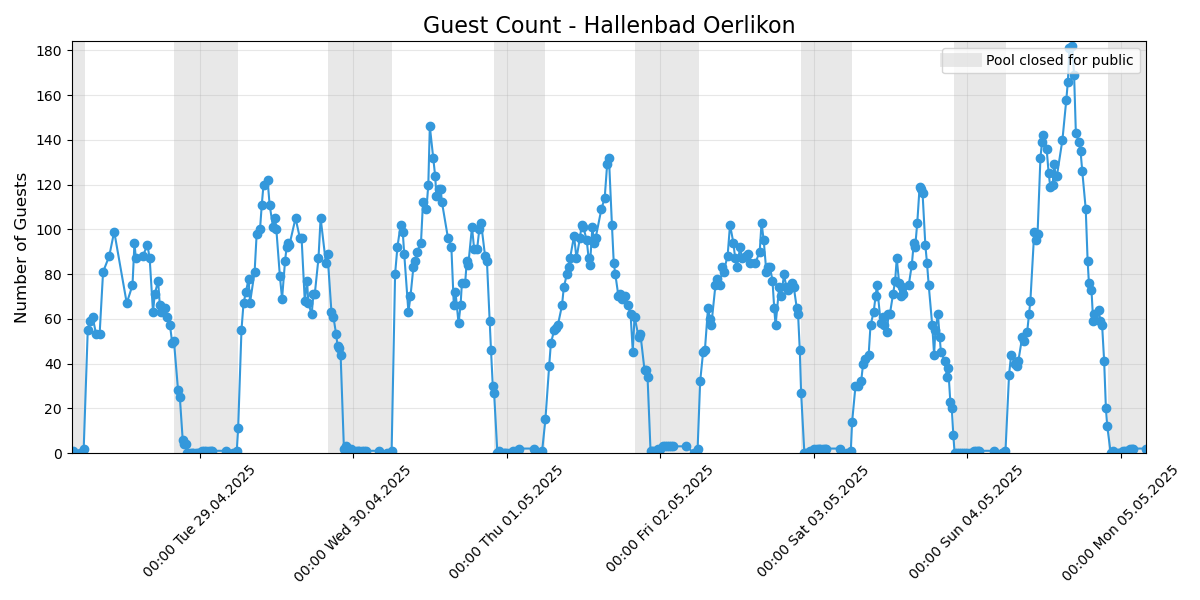 Guest Count - Hallenbad Oerlikon
Number of Guests
180
160
140
120
100
80
60
40
20
0
Pool closed for public
00:00 Tue 29.04.2025
00:00 Wed 30.04.2025
00:00 Thu 01.05.2025
00:00 Fri 02.05.2025
00:00 Sat 03.05.2025
00:00 Sun 04.05.2025
00:00 Mon 05.05.2025